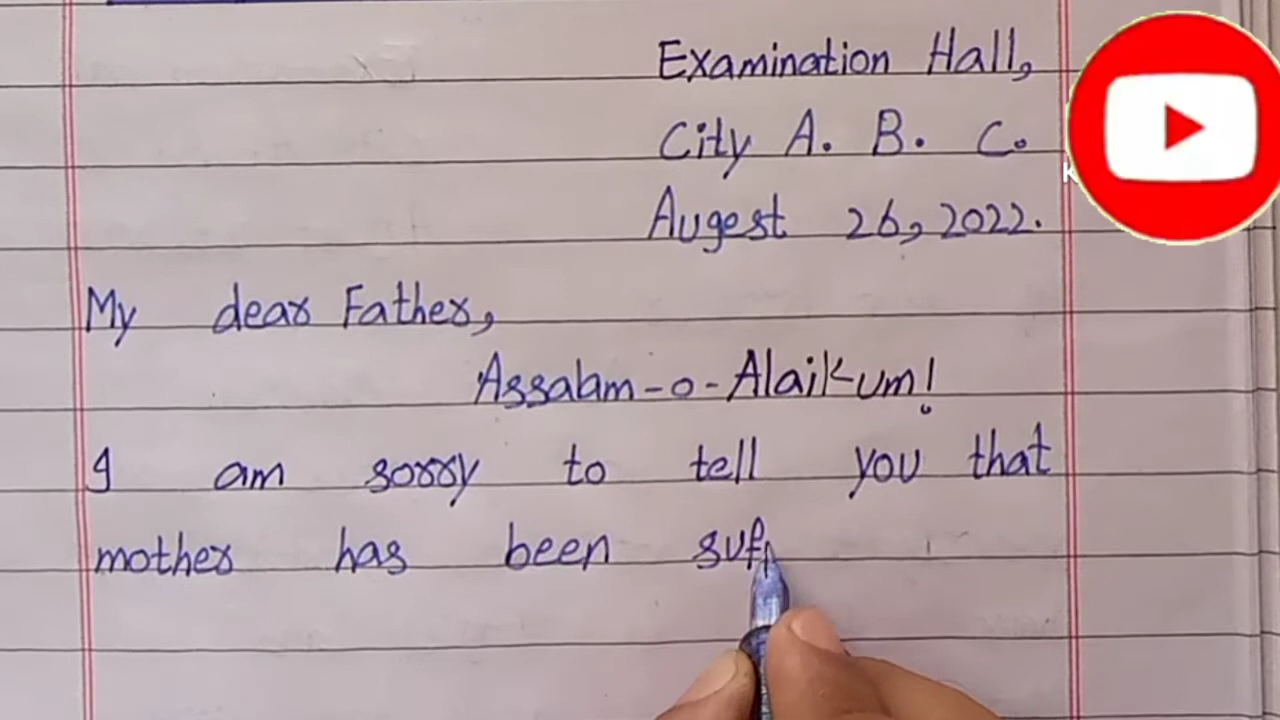 Examination Hall,
City A. B. C.
Augest 26, 2022.
My dear Father,
Assalam-o-Alaikum!
I am sorry to tell you that
mother has been suf